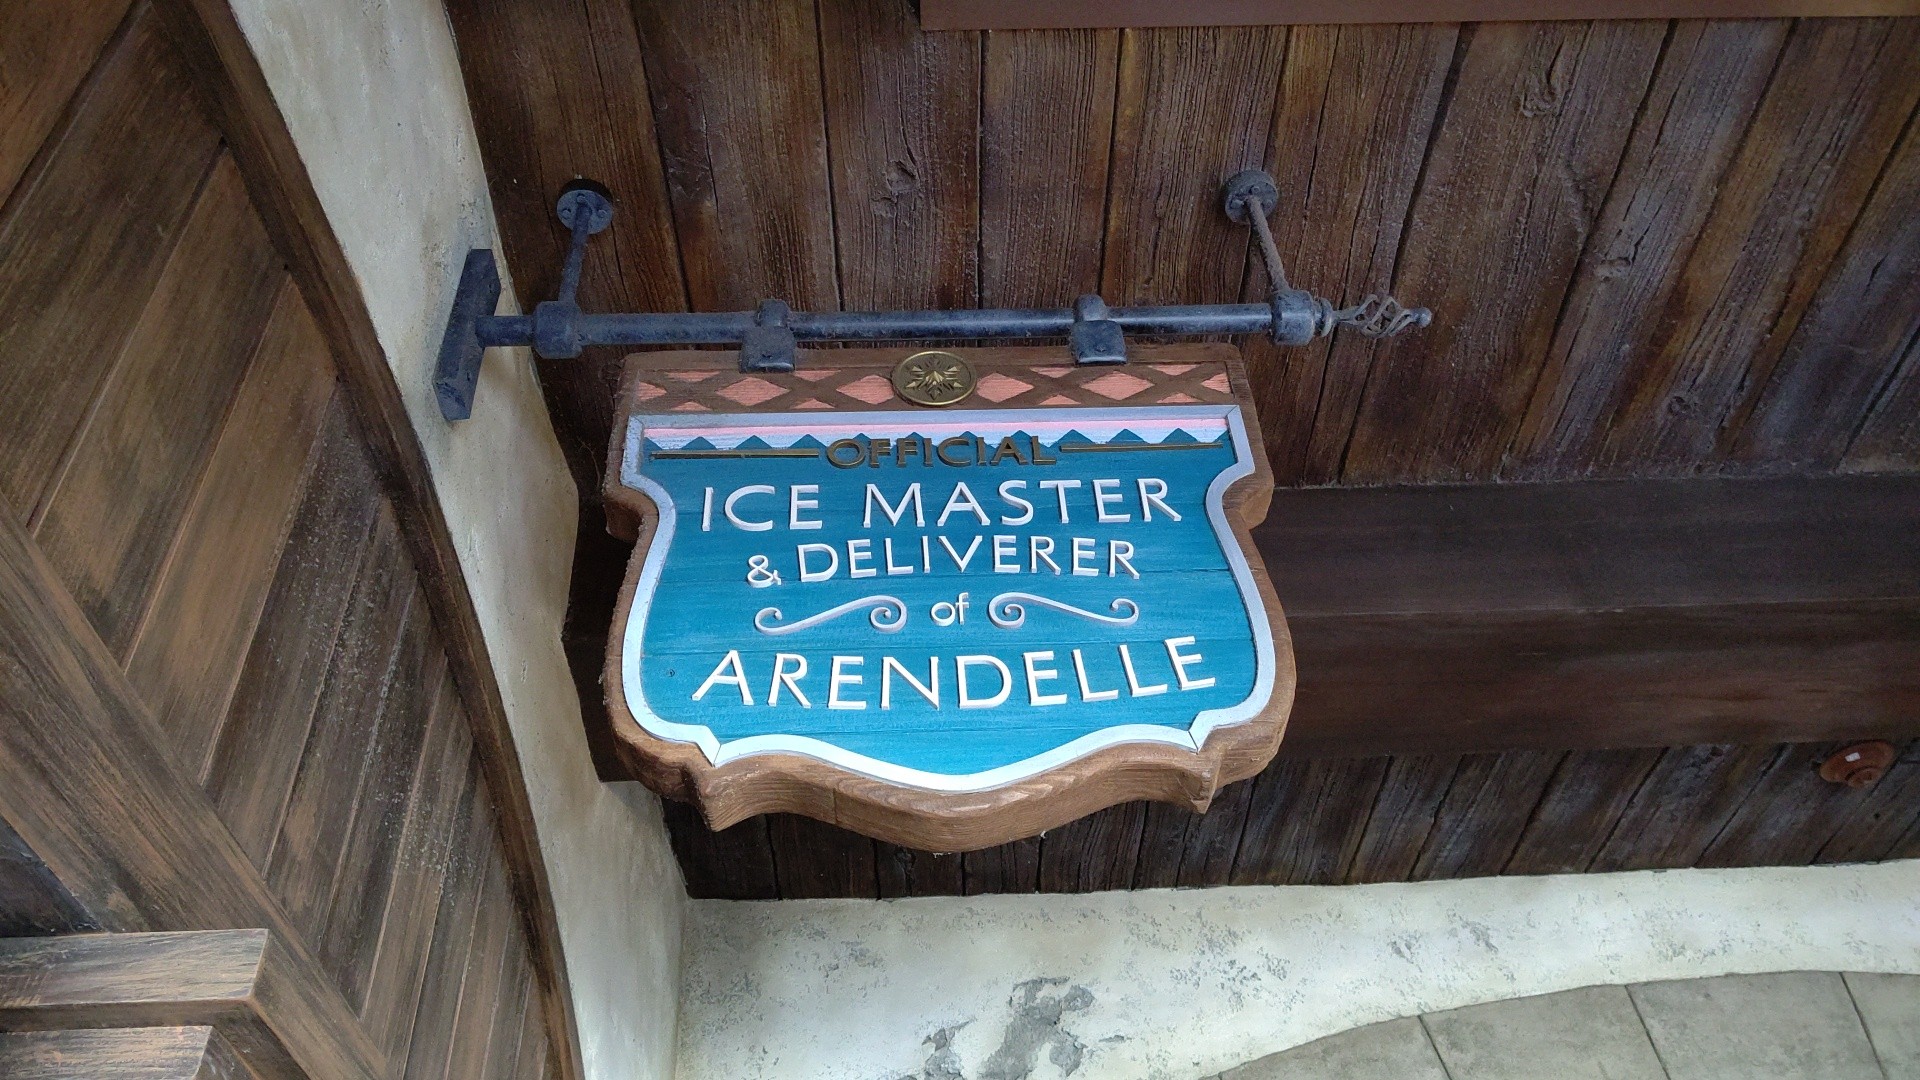 OFFICIAL
ICE MASTER
& DELIVERER
of
ARENDELLE